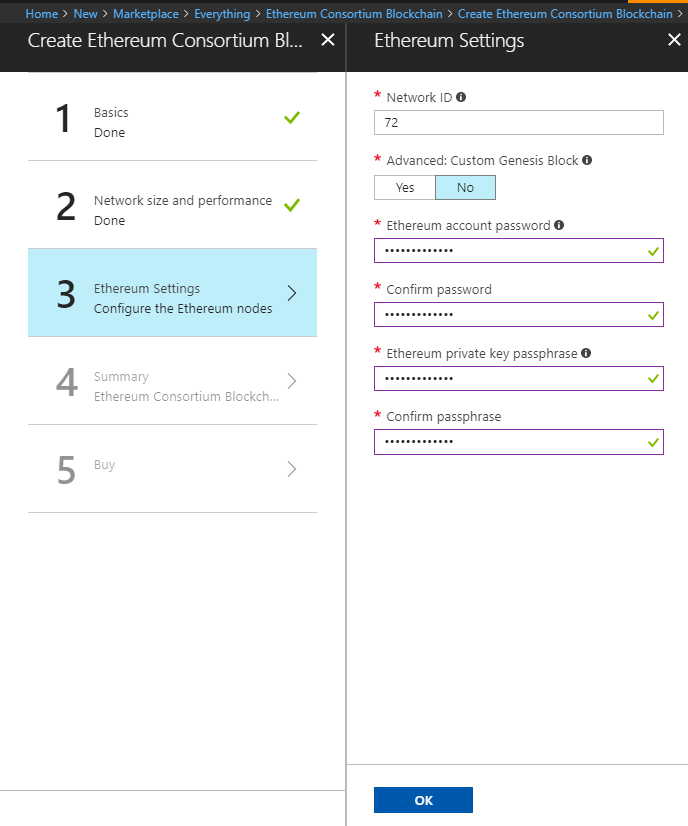 Home > New > Marketplace > Everything > Ethereum Consortium Blockchain > Create Ethereum Consortium Blockchain >
Create Ethereum Consortium Bl...
1
Basics
Done
2
Network size and performance
Done
3
Ethereum Settings
Configure the Ethereum nodes
4
Summary
Ethereum Consortium Blockch...
5
Buy
Ethereum Settings
* Network ID
72
* Advanced: Custom Genesis Block
Yes No
* Ethereum account password
•••••••••••••
* Confirm password
•••••••••••••
* Ethereum private key passphrase
•••••••••••••
* Confirm passphrase
•••••••••••••
OK